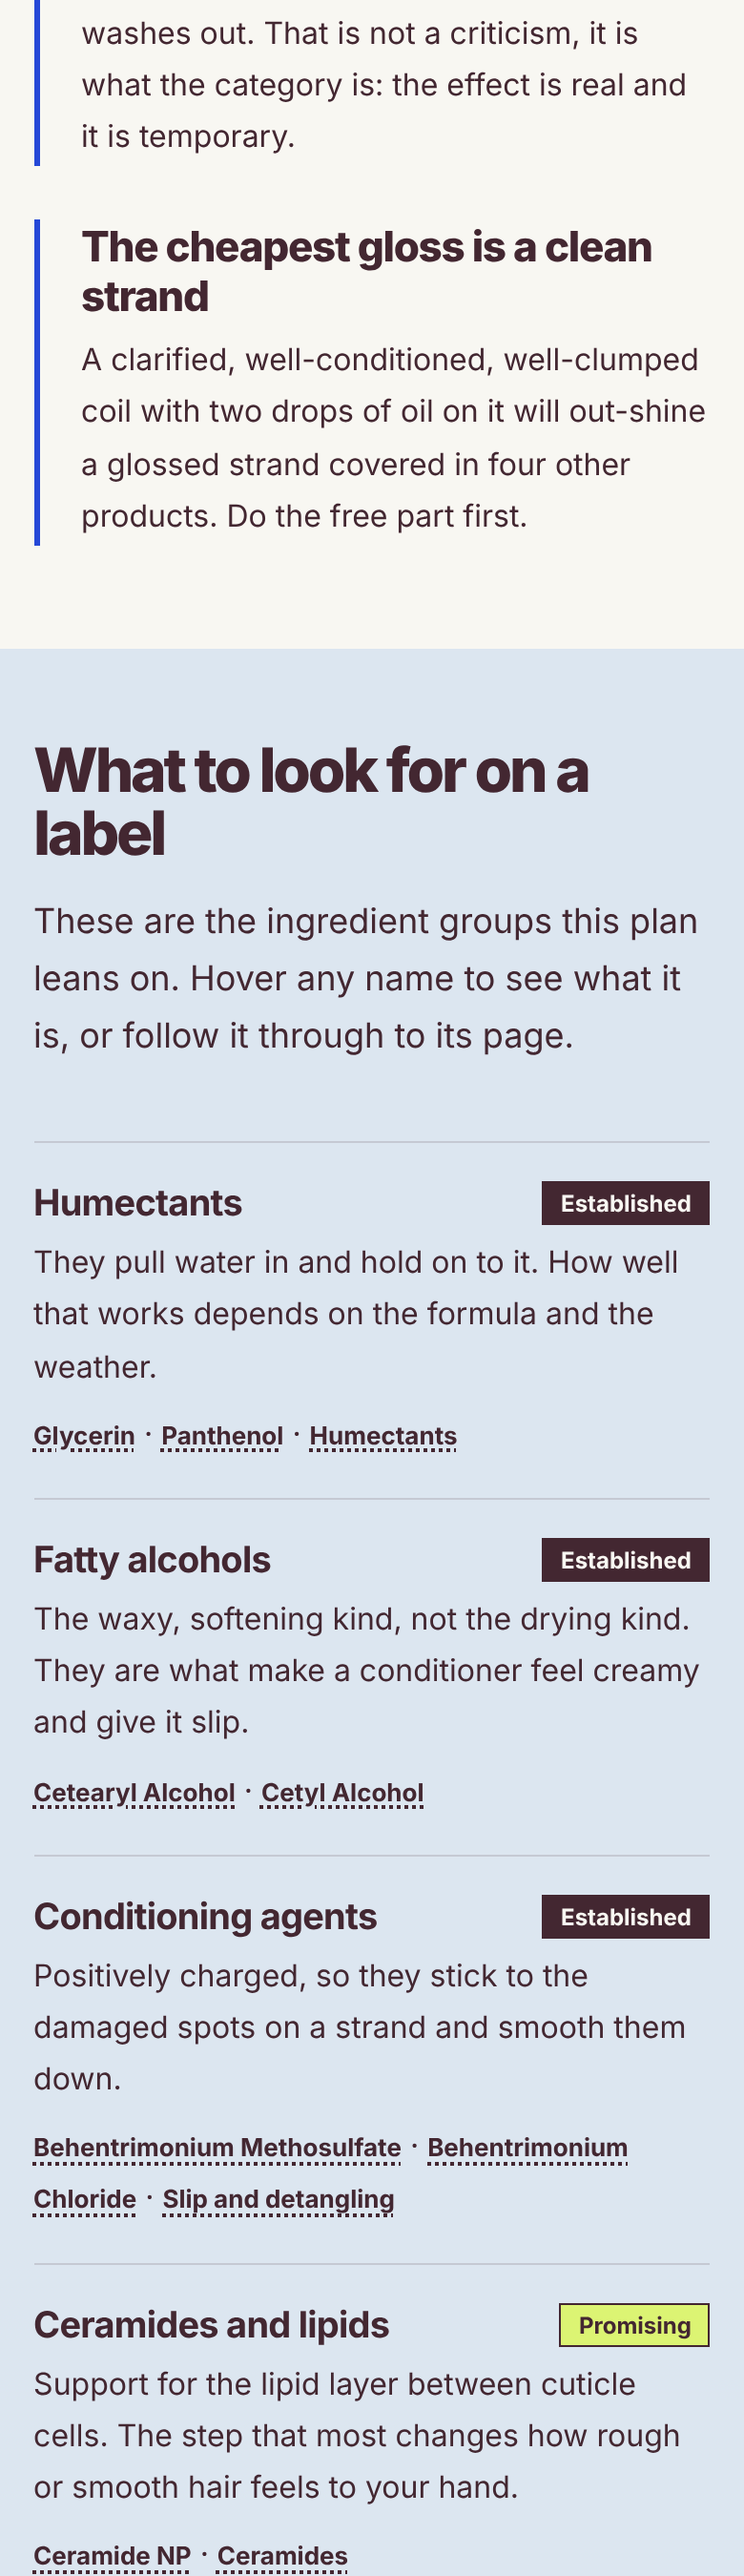 washes out. That is not a criticism, it is
what the category is: the effect is real and
it is temporary.
The cheapest gloss is a clean
strand
A clarified, well-conditioned, well-clumped
coil with two drops of oil on it will out-shine
a glossed strand covered in four other
products. Do the free part first.
What to look for on a
label
These are the ingredient groups this plan
leans on. Hover any name to see what it
is, or follow it through to its page.
Humectants Established
They pull water in and hold on to it. How well
that works depends on the formula and the
weather.
Glycerin · Panthenol · Humectants
Fatty alcohols Established
The waxy, softening kind, not the drying kind.
They are what make a conditioner feel creamy
and give it slip.
Cetearyl Alcohol · Cetyl Alcohol
Conditioning agents Established
Positively charged, so they stick to the
damaged spots on a strand and smooth them
down.
Behentrimonium Methosulfate · Behentrimonium
Chloride · Slip and detangling
Ceramides and lipids Promising
Support for the lipid layer between cuticle
cells. The step that most changes how rough
or smooth hair feels to your hand.
Ceramide NP · Ceramides